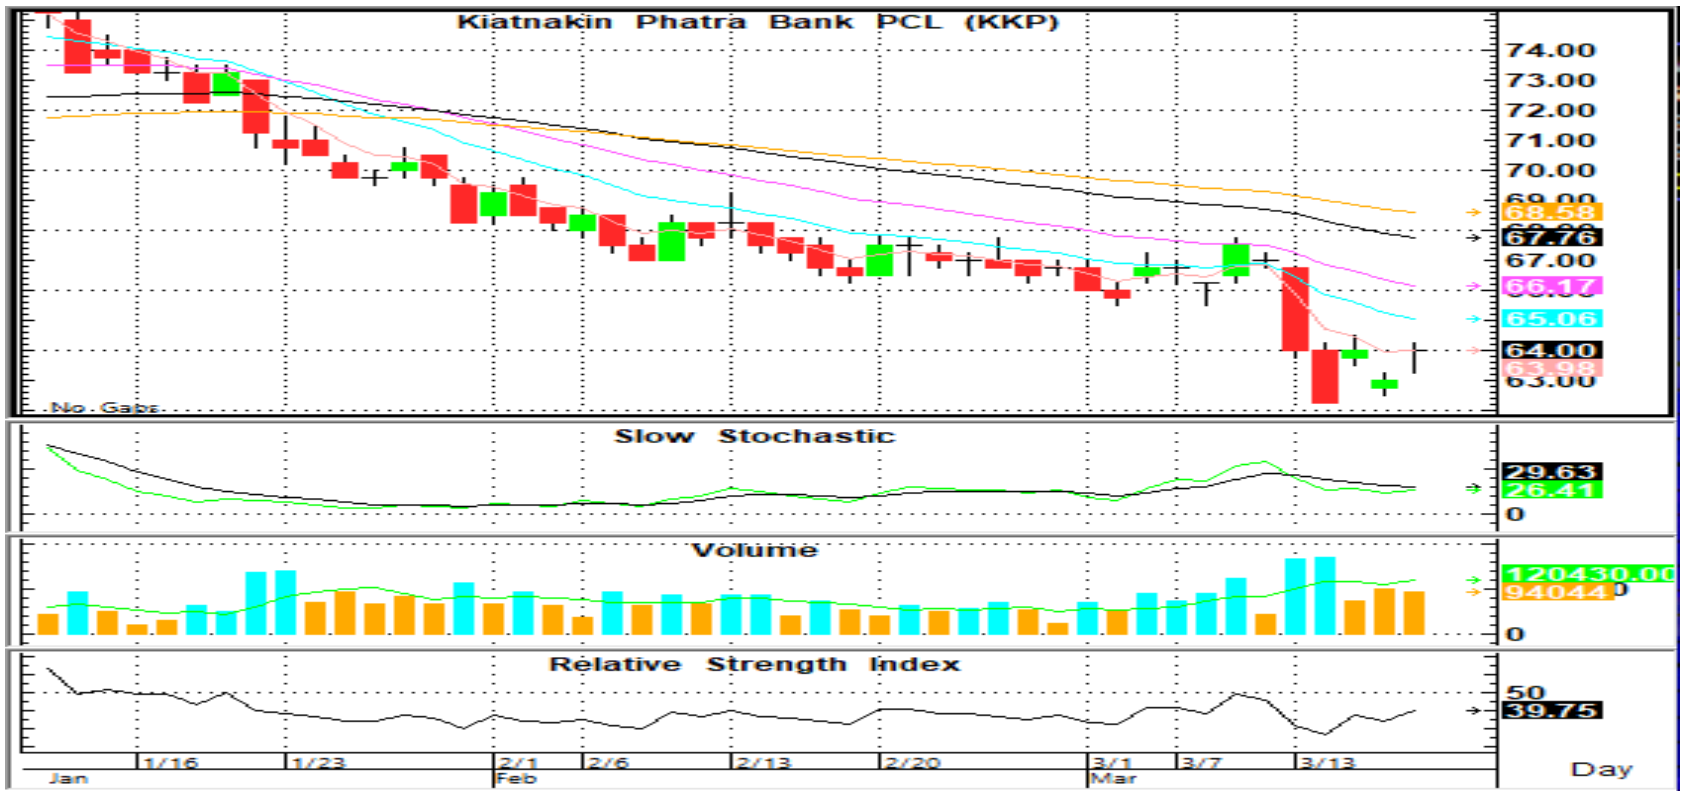 Kiatnakin Phatra Bank PCL (KKP)
74.00
73.00
72.00
71.00
70.00
69.00
68.58
67.76
67.00
66.17
65.06
64.00
63.98
63.00
No Gaps
Slow Stochastic
29.63
26.41
0
Volume
120430.00
94044
0
Relative Strength Index
50
39.75
1/16 1/23 2/1 2/6 2/13 2/20 3/1 3/7 3/13
Jan Feb Mar
Day